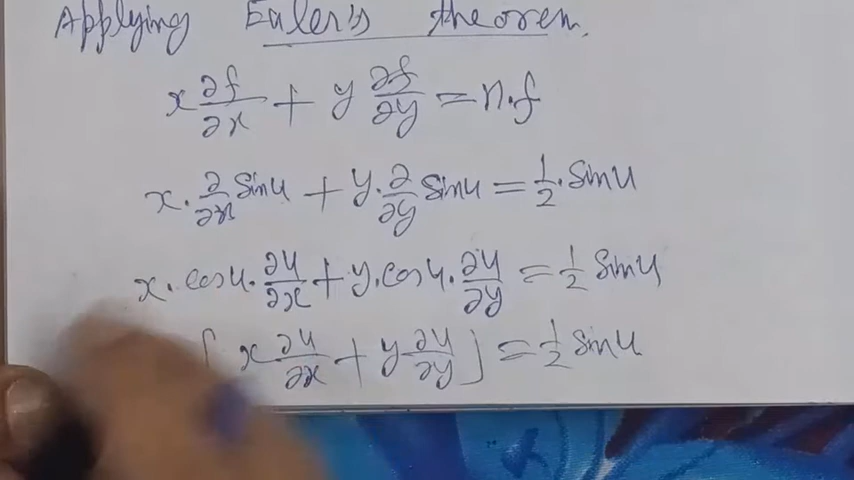 Applying Euler's theorem.
x ∂f/∂x + y ∂f/∂y = n.f
x. ∂/∂x sinu + y. ∂/∂y sinu = 1/2. sinu
x. cosu. ∂u/∂x + y. cosu. ∂u/∂y = 1/2 sinu
[x ∂u/∂x + y ∂u/∂y] = 1/2 sinu